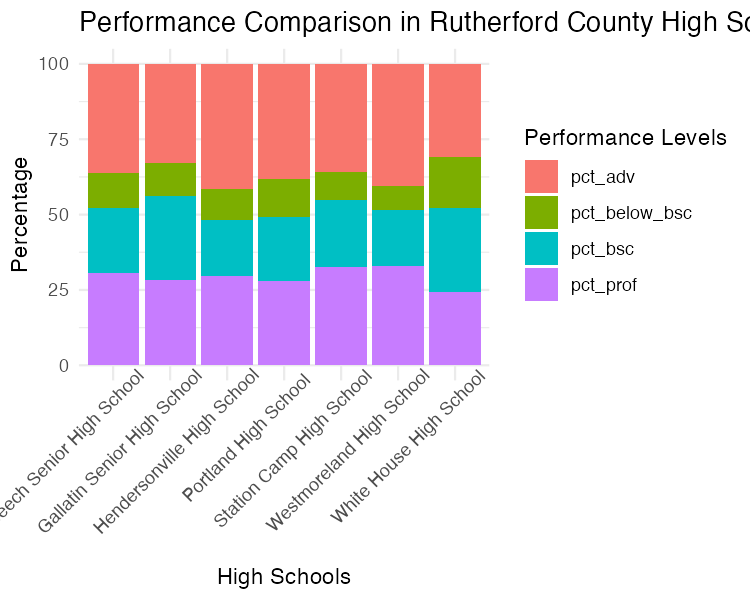 Performance Comparison in Rutherford County High Sc
Percentage
100
75
50
25
0
eech Senior High School
Gallatin Senior High School
Hendersonville High School
Portland High School
Station Camp High School
Westmoreland High School
White House High School
High Schools
Performance Levels
pct_adv
pct_below_bsc
pct_bsc
pct_prof